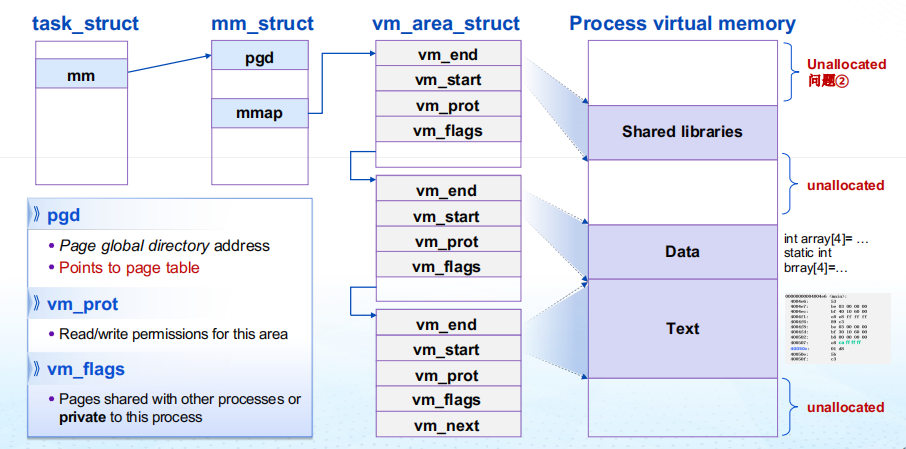 task_struct
mm_struct
vm_area_struct
Process virtual memory
mm
pgd
mmap
vm_end
vm_start
vm_prot
vm_flags
vm_end
vm_start
vm_prot
vm_flags
vm_end
vm_start
vm_prot
vm_flags
vm_next
Shared libraries
Data
Text
Unallocated
问题②
unallocated
int array[4]= …
static int
brray[4]=…
unallocated
pgd
• Page global directory address
• Points to page table
vm_prot
• Read/write permissions for this area
vm_flags
• Pages shared with other processes or
private to this process